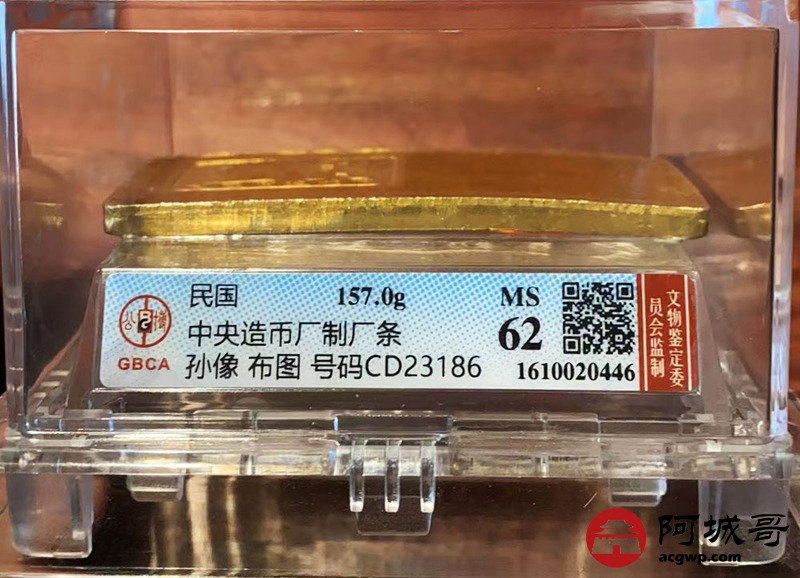 民国 157.0g MS
中央造币厂制厂条 62
孙像 布图 号码CD23186 1610020446
公博
GBCA
文物鉴定委
员会监制
阿城哥
acgwp.com